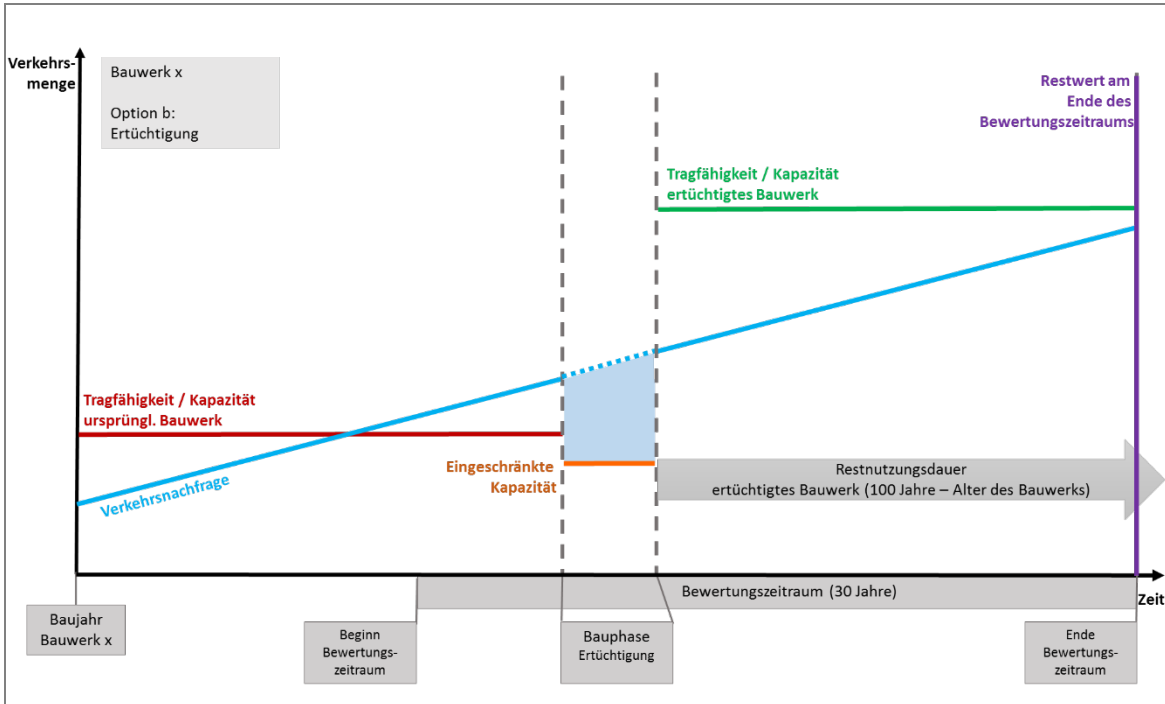 Verkehrs-
menge
Bauwerk x
Option b:
Ertüchtigung
Restwert am
Ende des
Bewertungszeitraums
Tragfähigkeit / Kapazität
ertüchtigtes Bauwerk
Tragfähigkeit / Kapazität
ursprüngl. Bauwerk
Verkehrsnachfrage
Eingeschränkte
Kapazität
Restnutzungsdauer
ertüchtigtes Bauwerk (100 Jahre – Alter des Bauwerks)
Bewertungszeitraum (30 Jahre)
Zeit
Baujahr
Bauwerk x
Beginn
Bewertungs-
zeitraum
Bauphase
Ertüchtigung
Ende
Bewertungs-
zeitraum